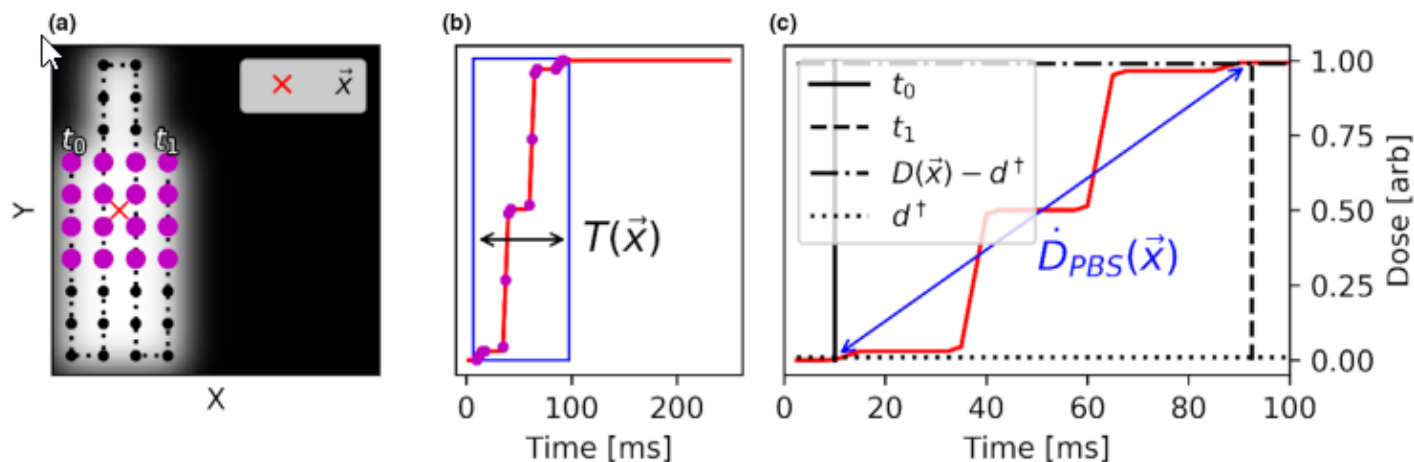 (a)
x⃗
t₀
t₁
Y
X
(b)
T(x⃗)
0
100
200
Time [ms]
(c)
t₀
t₁
D(x⃗) − d†
d†
Ḋ_PBS(x⃗)
1.00
0.75
0.50
0.25
0.00
Dose [arb]
0
20
40
60
80
100
Time [ms]